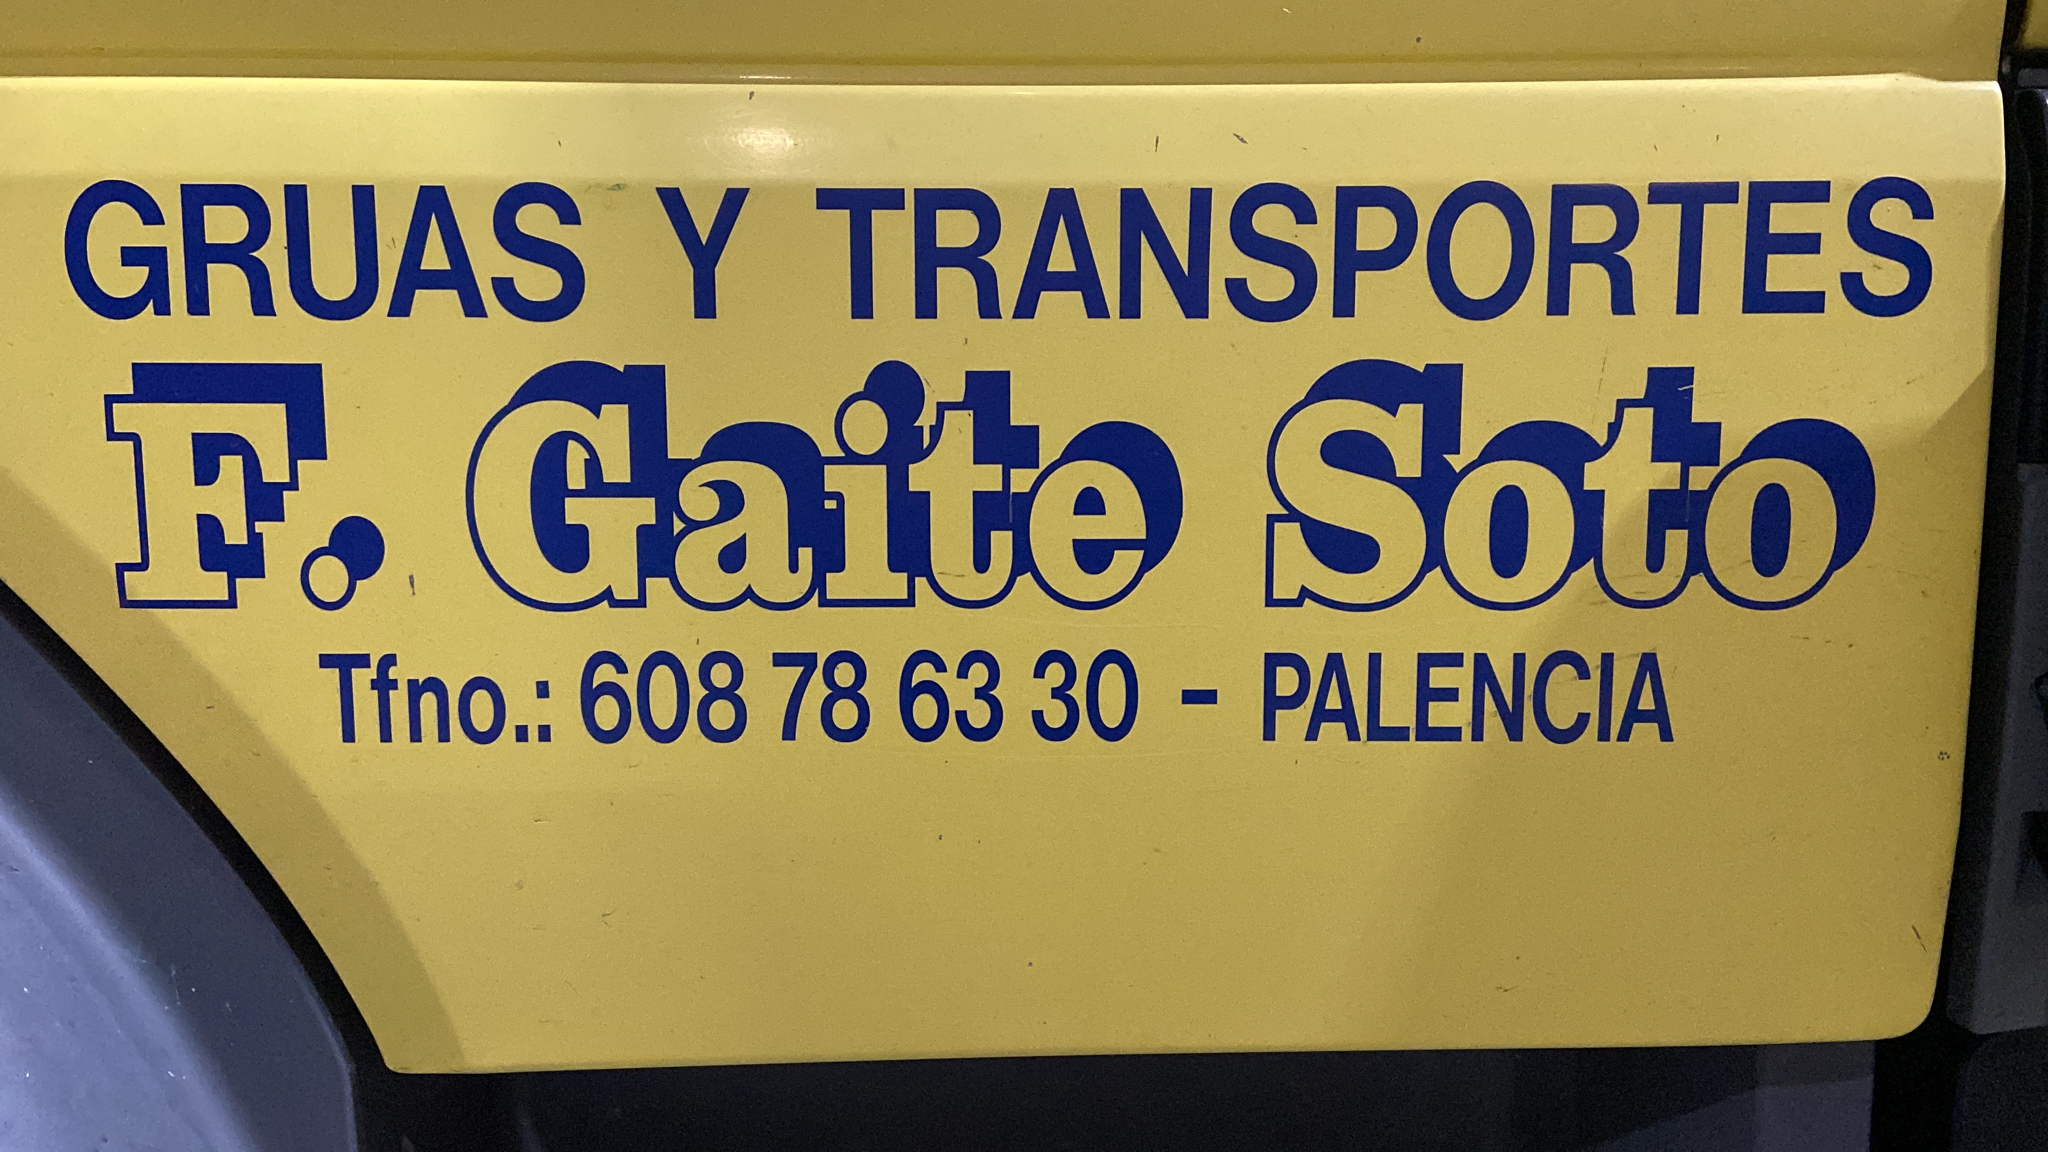 GRUAS Y TRANSPORTES
F. Gaite Soto
Tfno.: 608 78 63 30 - PALENCIA